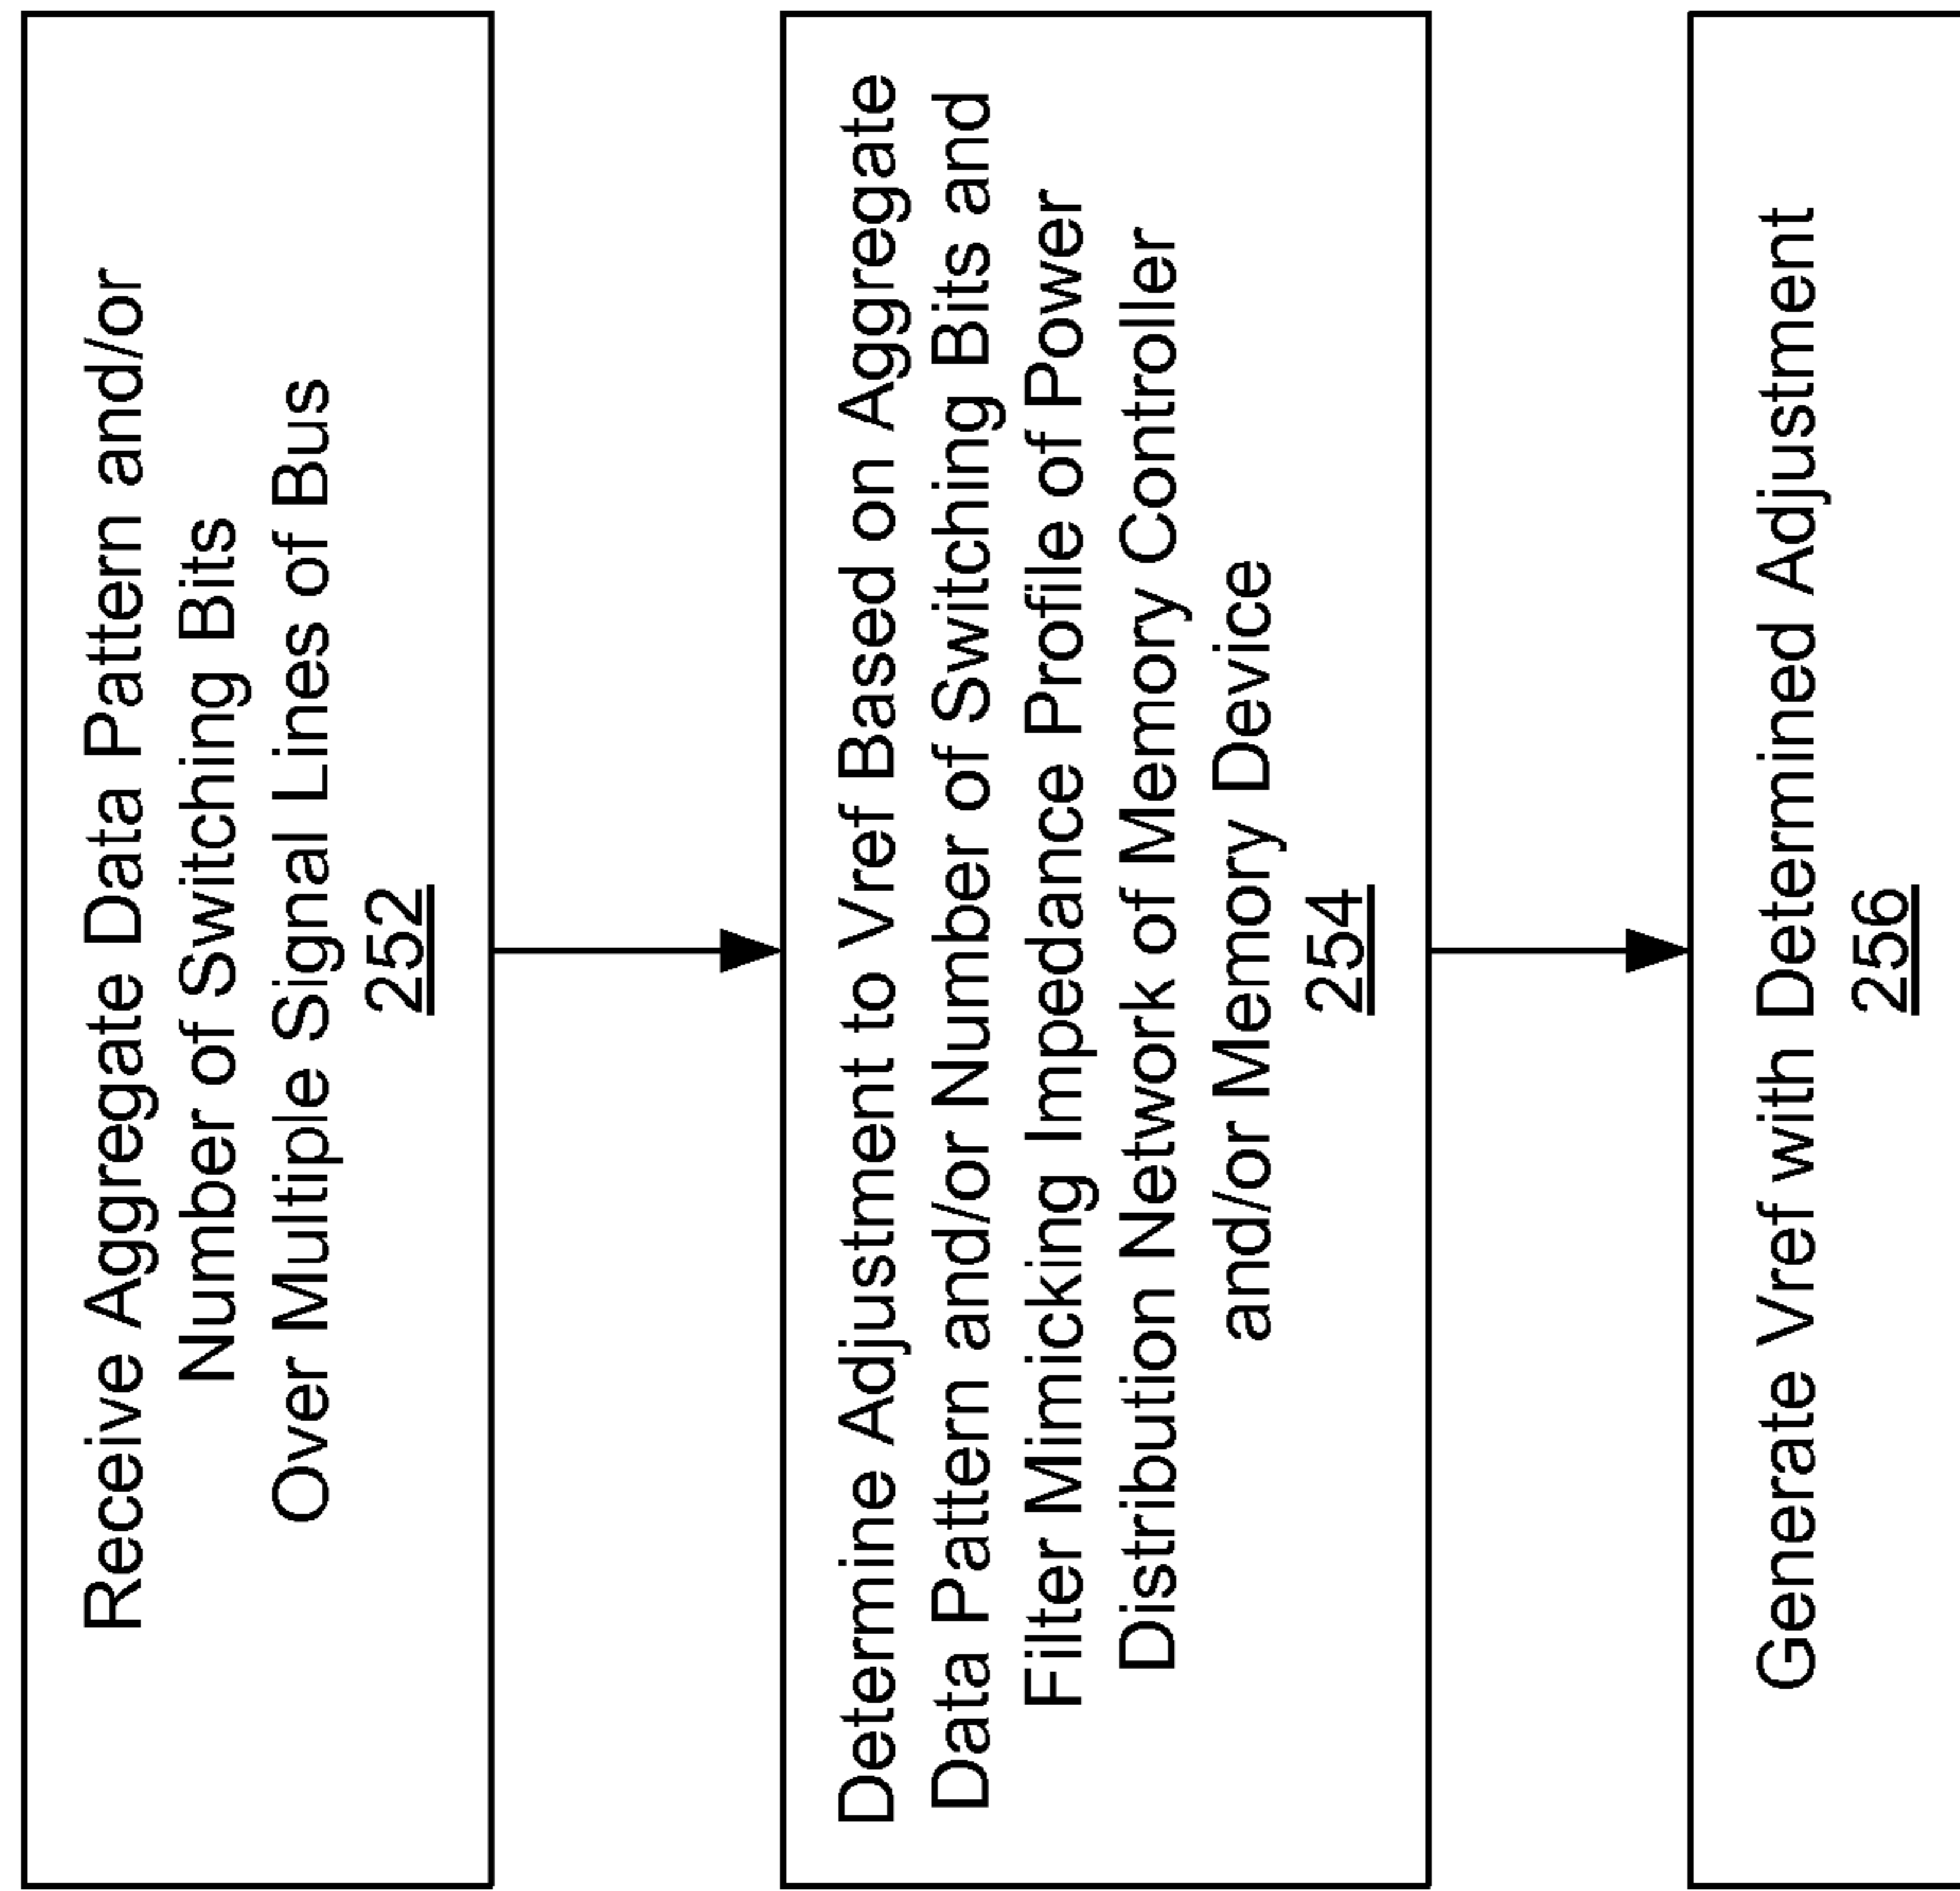 Receive Aggregate Data Pattern and/or
Number of Switching Bits
Over Multiple Signal Lines of Bus
252
Determine Adjustment to Vref Based on Aggregate
Data Pattern and/or Number of Switching Bits and
Filter Mimicking Impedance Profile of Power
Distribution Network of Memory Controller
and/or Memory Device
254
Generate Vref with Determined Adjustment
256